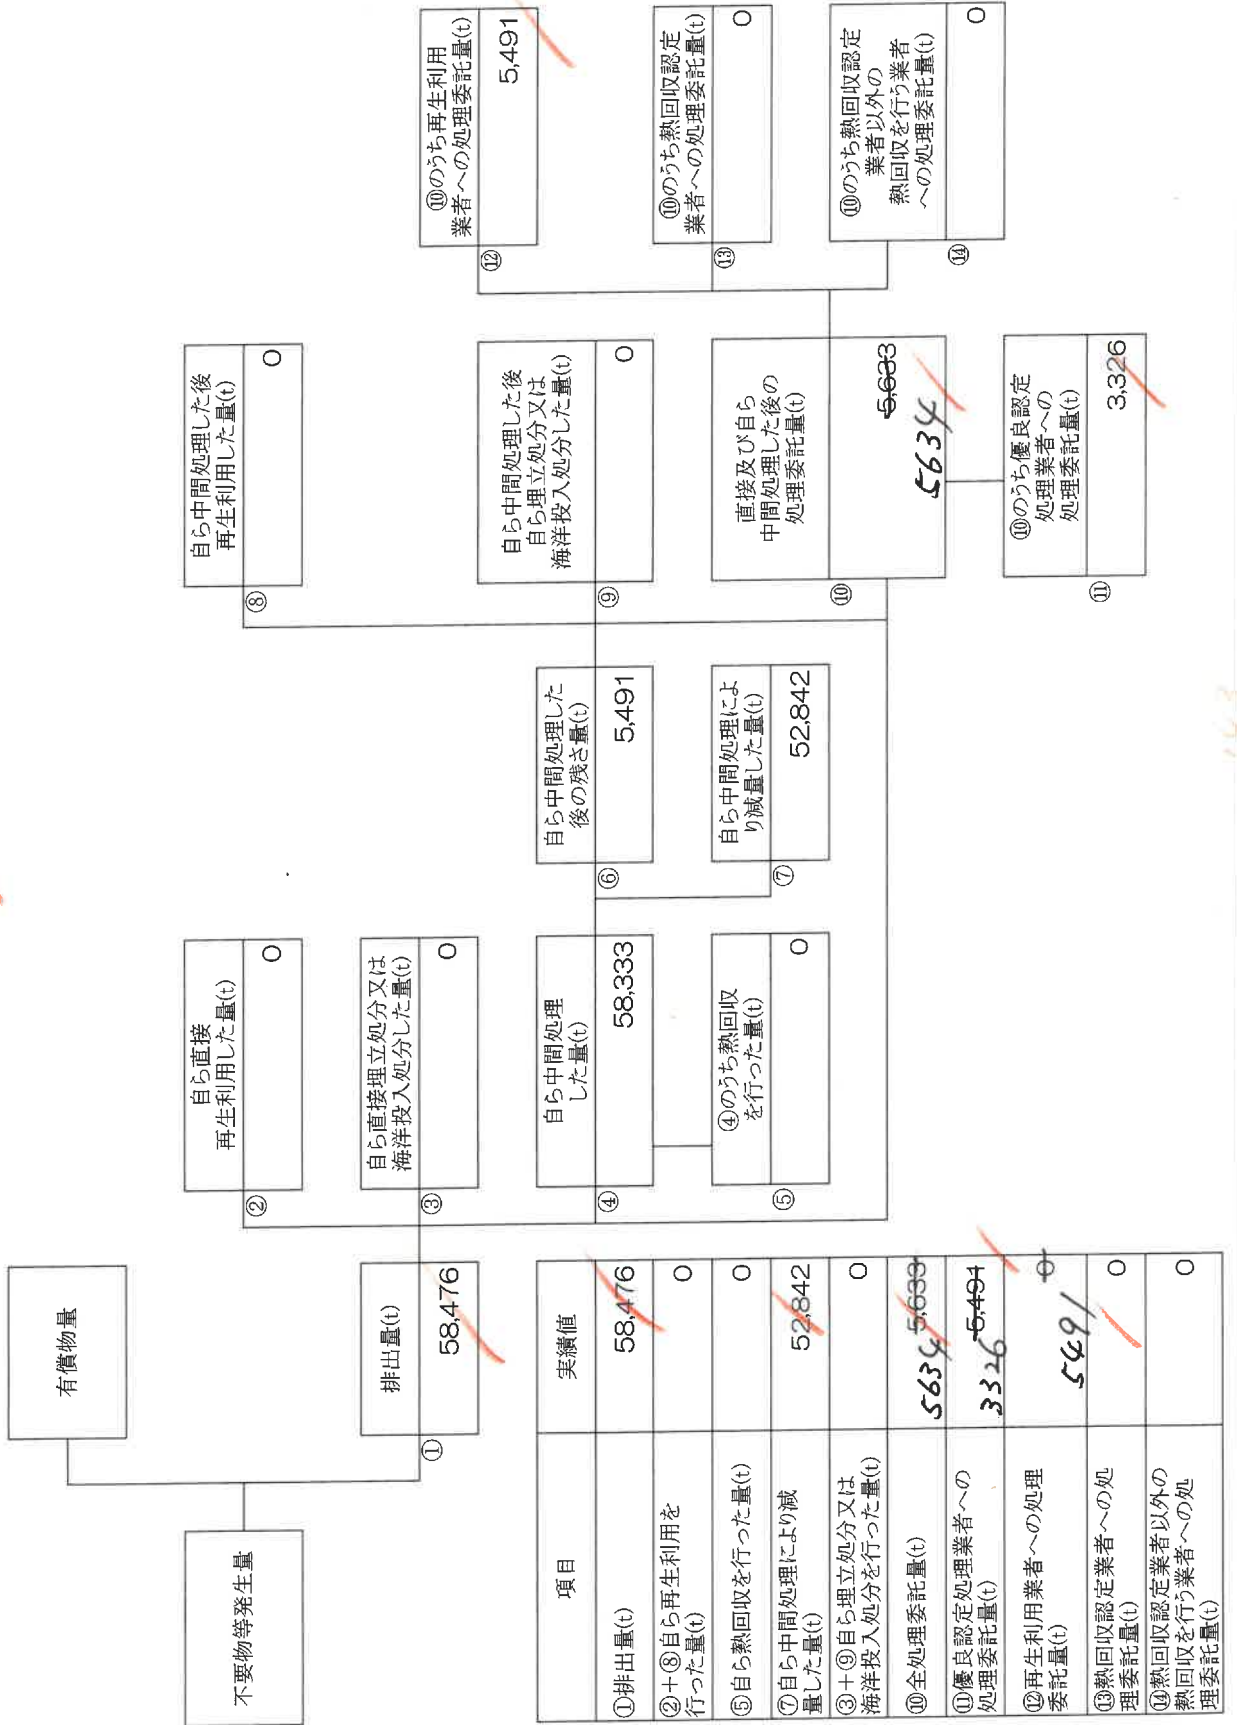 不要物等発生量
有償物量
①
排出量(t)
58,476
②
自ら直接
再生利用した量(t)
0
③
自ら直接埋立処分又は
海洋投入処分した量(t)
0
④
自ら中間処理
した量(t)
58,333
⑤
④のうち熱回収
を行った量(t)
0
⑥
自ら中間処理した
後の残さ量(t)
5,491
⑦
自ら中間処理によ
り減量した量(t)
52,842
⑧
自ら中間処理した後
再生利用した量(t)
0
⑨
自ら中間処理した後
自ら埋立処分又は
海洋投入処分した量(t)
0
⑩
直接及び自ら
中間処理した後の
処理委託量(t)
5,633
5634
⑪
⑩のうち優良認定
処理業者への
処理委託量(t)
3,326
⑫
⑩のうち再生利用
業者への処理委託量(t)
5,491
⑬
⑩のうち熱回収認定
業者への処理委託量(t)
0
⑭
⑩のうち熱回収認定
業者以外の
熱回収を行う業者
への処理委託量(t)
0
項目 実績値
①排出量(t) 58,476
②+⑧自ら再生利用を
行った量(t) 0
⑤自ら熱回収を行った量(t) 0
⑦自ら中間処理により減
量した量(t) 52,842
③+⑨自ら埋立処分又は
海洋投入処分を行った量(t) 0
⑩全処理委託量(t) 5634 5,633
⑪優良認定処理業者への
処理委託量(t) 3326 5,491
⑫再生利用業者への処理
委託量(t) 5491 0
⑬熱回収認定業者への処
理委託量(t) 0
⑭熱回収認定業者以外の
熱回収を行う業者への処
理委託量(t) 0